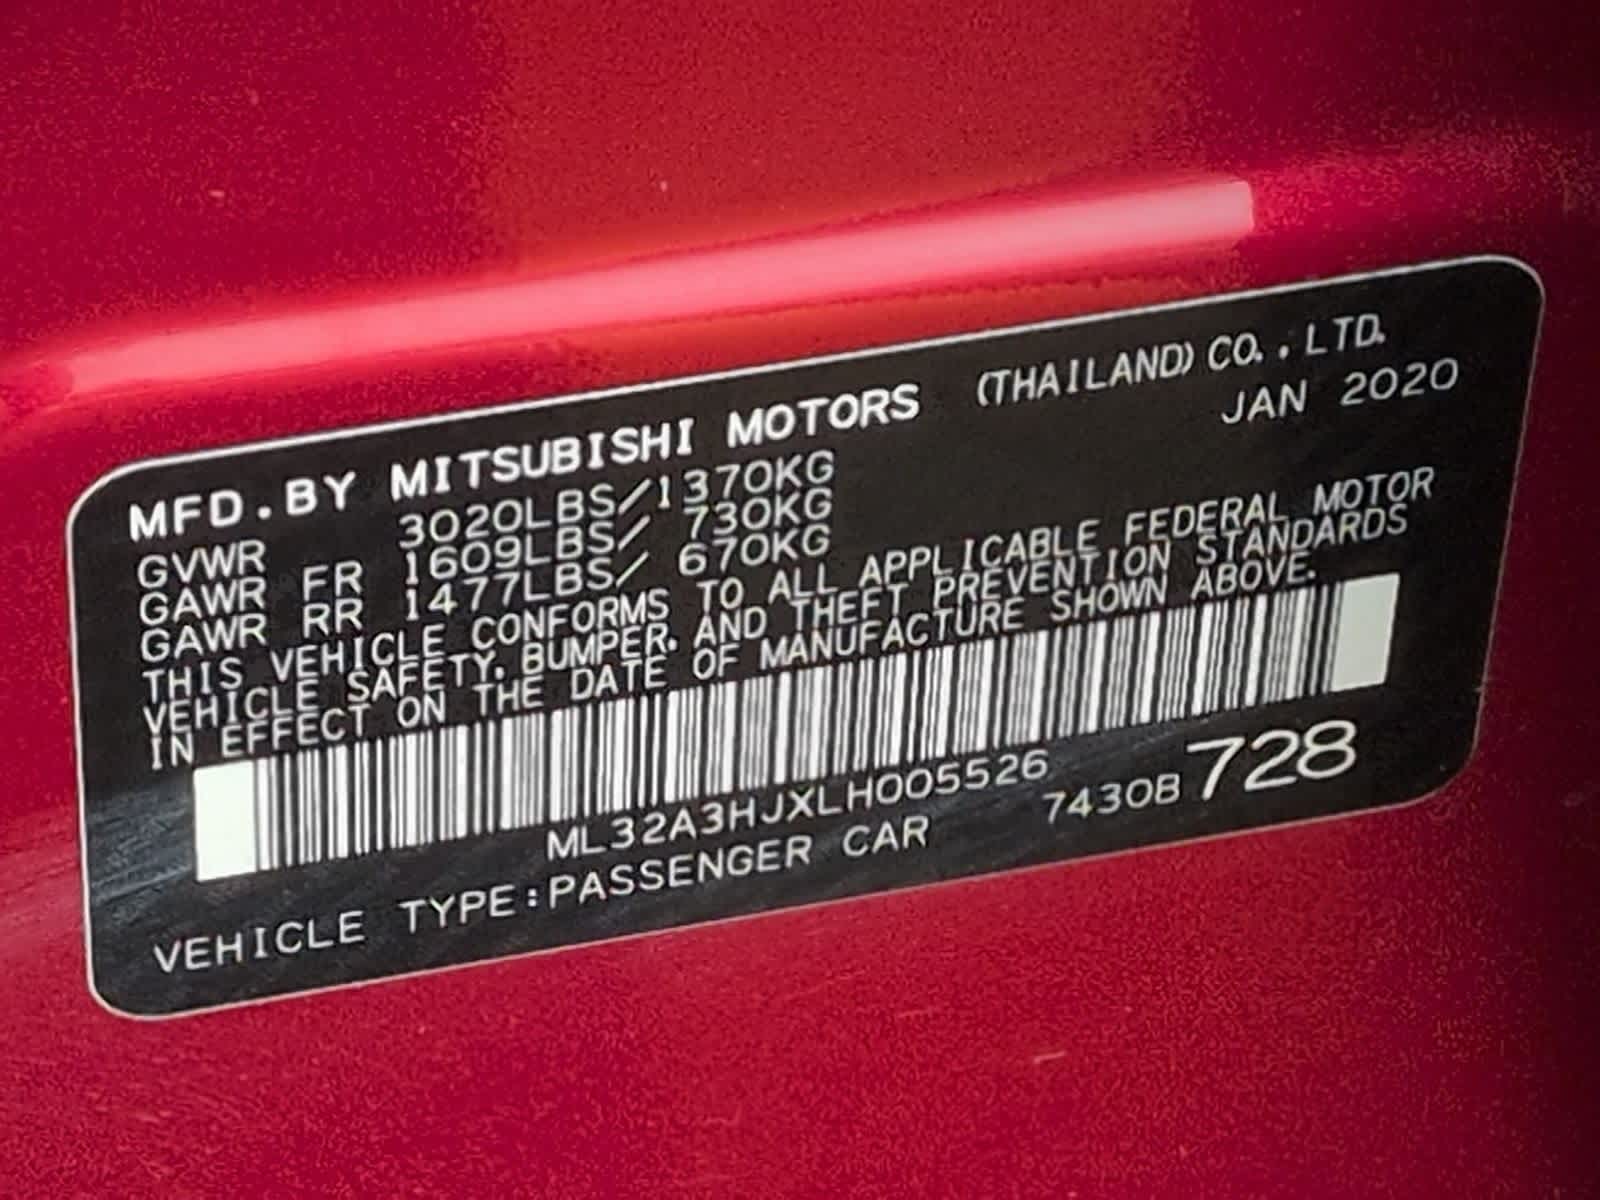 MFD.BY MITSUBISHI MOTORS (THAILAND) CO.,LTD.
JAN 2020
GVWR 3020LBS/1370KG
GAWR FR 1609LBS/ 730KG
GAWR RR 1477LBS/ 670KG
THIS VEHICLE CONFORMS TO ALL APPLICABLE FEDERAL MOTOR
VEHICLE SAFETY, BUMPER, AND THEFT PREVENTION STANDARDS
IN EFFECT ON THE DATE OF MANUFACTURE SHOWN ABOVE.
ML32A3HJXLH005526
VEHICLE TYPE:PASSENGER CAR 7430B 728